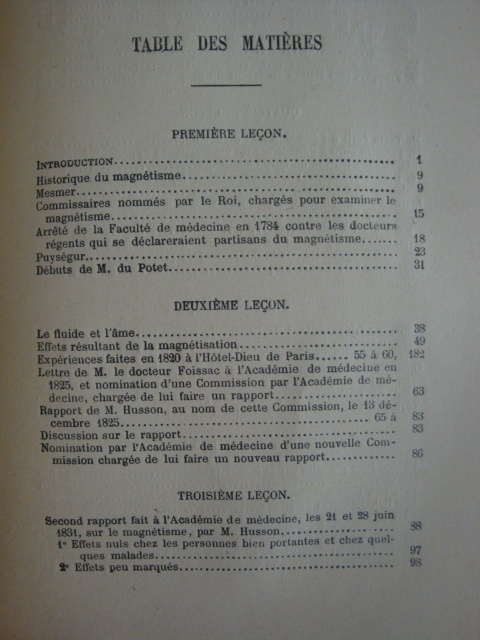 TABLE DES MATIÈRES
PREMIÈRE LEÇON.
INTRODUCTION.......... 1
Historique du magnétisme.......... 9
Mesmer.......... 9
Commissaires nommés par le Roi, chargés pour examiner le
magnétisme.......... 15
Arrêté de la Faculté de médecine en 1784 contre les docteurs
régents qui se déclareraient partisans du magnétisme....... 18
Puységur.......... 23
Débuts de M. du Potet.......... 31
DEUXIÈME LEÇON.
Le fluide et l'âme.......... 38
Effets résultant de la magnétisation.......... 49
Expériences faites en 1820 à l'Hôtel-Dieu de Paris...... 55 à 60, 182
Lettre de M. le docteur Foissac à l'Académie de médecine en
1825, et nomination d'une Commission par l'Académie de mé-
decine, chargée de lui faire un rapport.......... 63
Rapport de M. Husson, au nom de cette Commission, le 13 dé-
cembre 1825.......... 65 à 83
Discussion sur le rapport.......... 83
Nomination par l'Académie de médecine d'une nouvelle Com-
mission chargée de lui faire un nouveau rapport.......... 86
TROISIÈME LEÇON.
Second rapport fait à l'Académie de médecine, les 21 et 28 juin
1831, sur le magnétisme, par M. Husson.......... 88
1° Effets nuls chez les personnes bien portantes et chez quel-
ques malades.......... 97
2° Effets peu marqués.......... 98